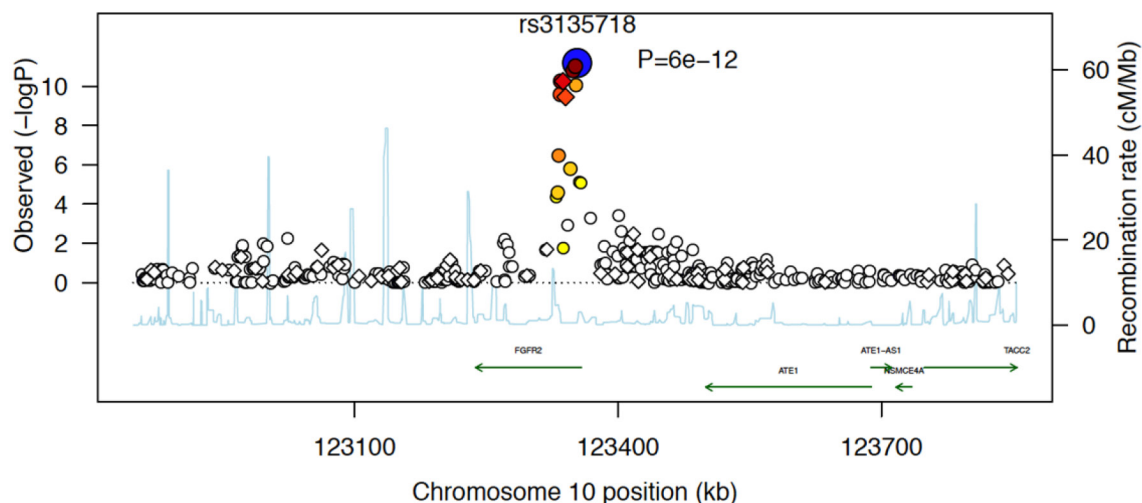 rs3135718
P=6e−12
Observed (−logP)
10
8
6
4
2
0
60
40
20
0
Recombination rate (cM/Mb)
FGFR2
ATE1
ATE1−AS1
NSMCE4A
TACC2
123100
123400
123700
Chromosome 10 position (kb)